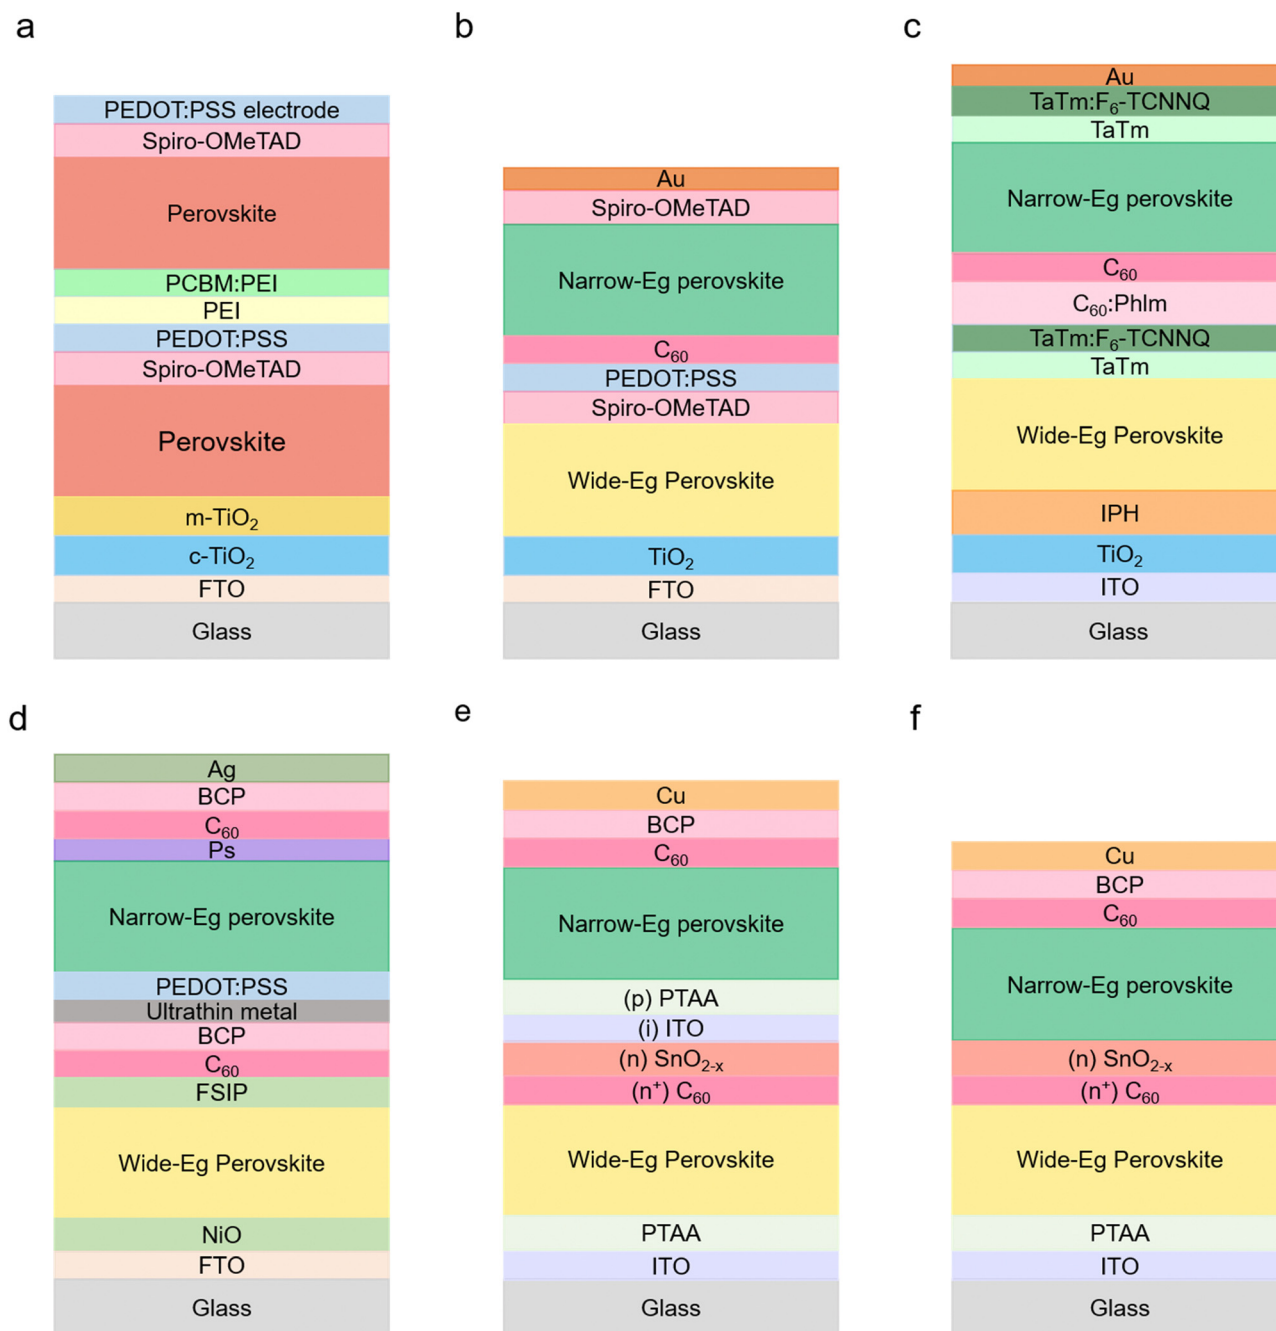 a
PEDOT:PSS electrode
Spiro-OMeTAD
Perovskite
PCBM:PEI
PEI
PEDOT:PSS
Spiro-OMeTAD
Perovskite
m-TiO₂
c-TiO₂
FTO
Glass
b
Au
Spiro-OMeTAD
Narrow-Eg perovskite
C₆₀
PEDOT:PSS
Spiro-OMeTAD
Wide-Eg Perovskite
TiO₂
FTO
Glass
c
Au
TaTm:F₆-TCNNQ
TaTm
Narrow-Eg perovskite
C₆₀
C₆₀:PhIm
TaTm:F₆-TCNNQ
TaTm
Wide-Eg Perovskite
IPH
TiO₂
ITO
Glass
d
Ag
BCP
C₆₀
Ps
Narrow-Eg perovskite
PEDOT:PSS
Ultrathin metal
BCP
C₆₀
FSIP
Wide-Eg Perovskite
NiO
FTO
Glass
e
Cu
BCP
C₆₀
Narrow-Eg perovskite
(p) PTAA
(i) ITO
(n) SnO₂₋ₓ
(n⁺) C₆₀
Wide-Eg Perovskite
PTAA
ITO
Glass
f
Cu
BCP
C₆₀
Narrow-Eg perovskite
(n) SnO₂₋ₓ
(n⁺) C₆₀
Wide-Eg Perovskite
PTAA
ITO
Glass